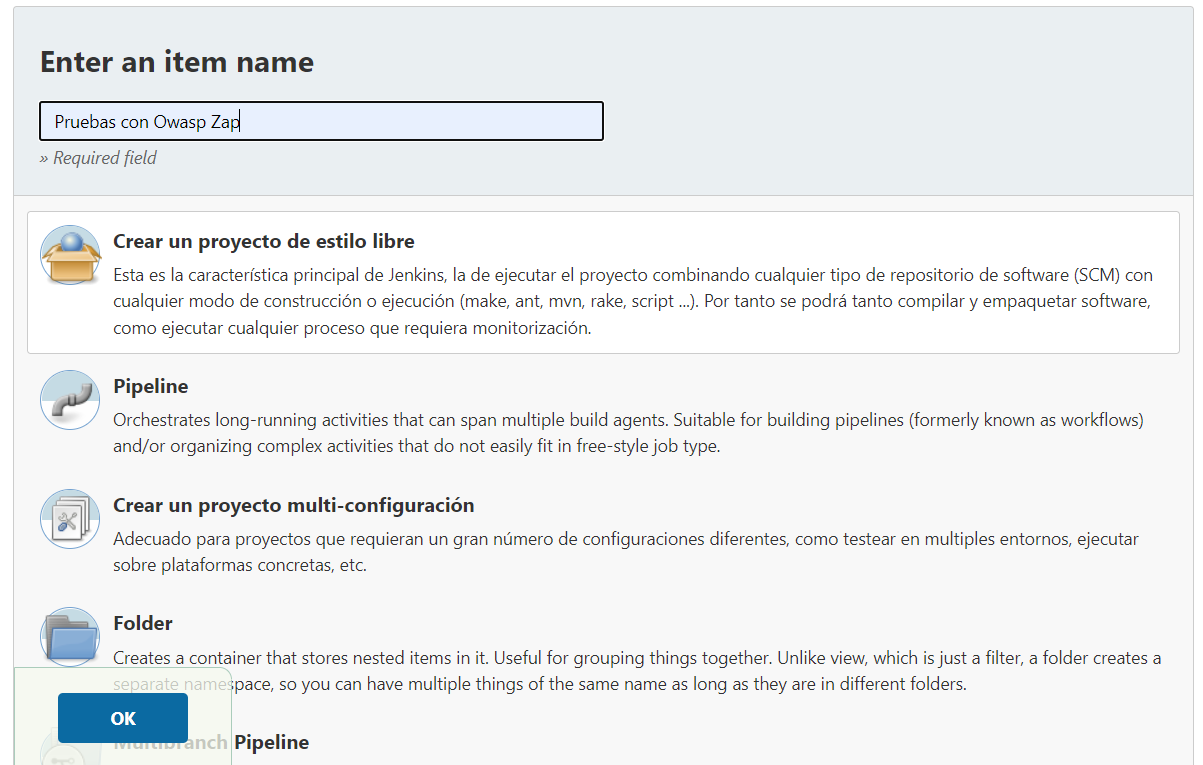 Enter an item name
Pruebas con Owasp Zap
» Required field
Crear un proyecto de estilo libre
Esta es la característica principal de Jenkins, la de ejecutar el proyecto combinando cualquier tipo de repositorio de software (SCM) con
cualquier modo de construcción o ejecución (make, ant, mvn, rake, script ...). Por tanto se podrá tanto compilar y empaquetar software,
como ejecutar cualquier proceso que requiera monitorización.
Pipeline
Orchestrates long-running activities that can span multiple build agents. Suitable for building pipelines (formerly known as workflows)
and/or organizing complex activities that do not easily fit in free-style job type.
Crear un proyecto multi-configuración
Adecuado para proyectos que requieran un gran número de configuraciones diferentes, como testear en multiples entornos, ejecutar
sobre plataformas concretas, etc.
Folder
Creates a container that stores nested items in it. Useful for grouping things together. Unlike view, which is just a filter, a folder creates a
separate namespace, so you can have multiple things of the same name as long as they are in different folders.
OK
Multibranch Pipeline